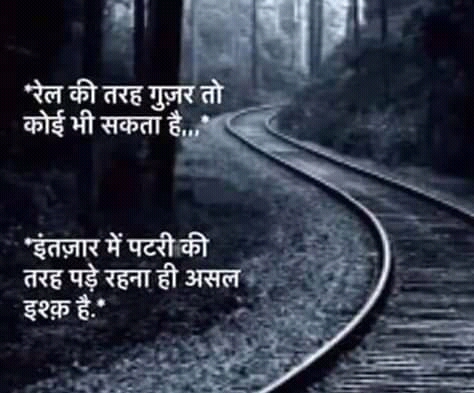 *रेल की तरह गुज़र तो
कोई भी सकता है,,,*
*इंतज़ार में पटरी की
तरह पड़े रहना ही असल
इश्क़ है.*